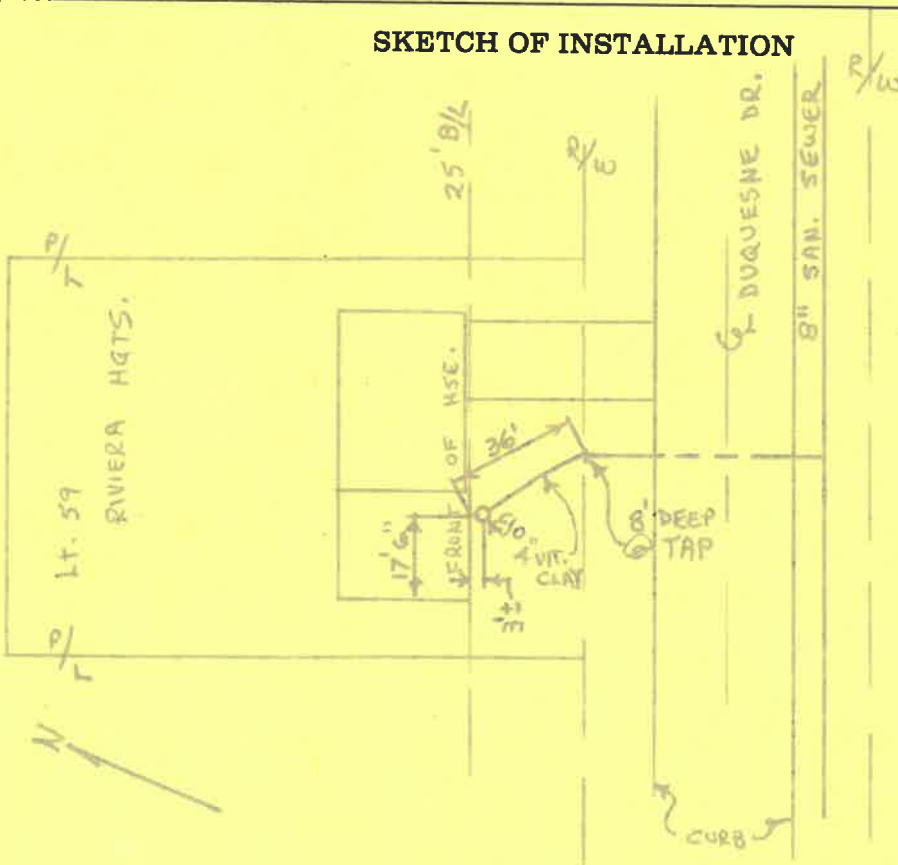 SKETCH OF INSTALLATION
R/W
DUQUESNE DR.
8" SAN. SEWER
25' B/L
R/W
P/L
RIVIERA HGTS.
Lt. 59
FRONT OF HSE.
36'
17'6"
C/O
4" VIT.
CLAY
8' DEEP
TAP
3'±
P/L
N
CURB